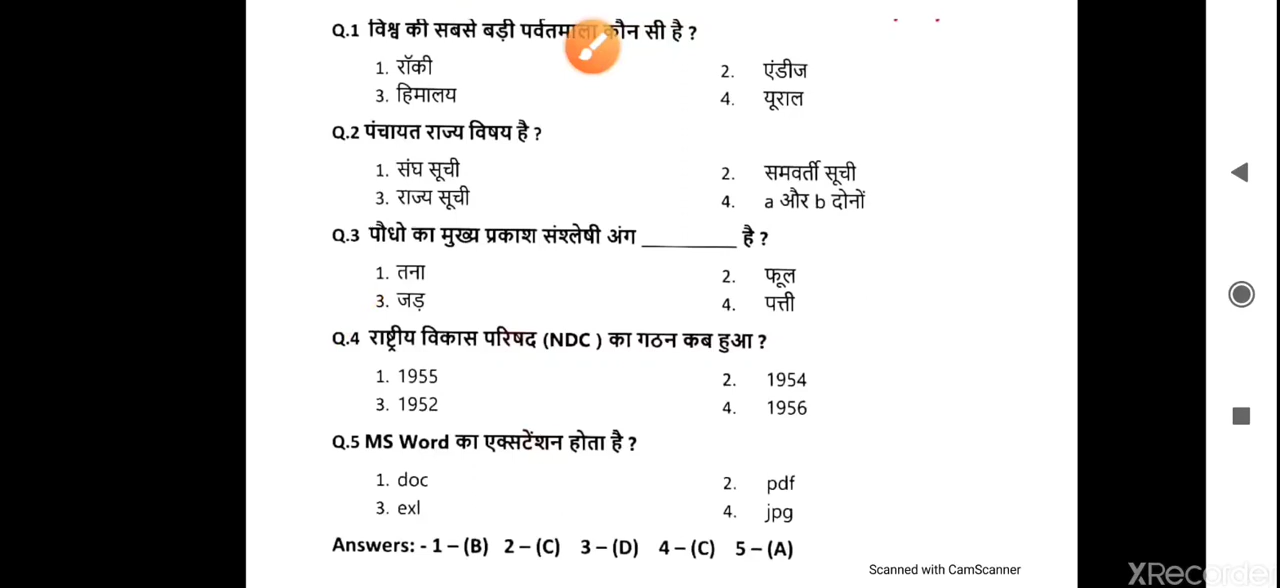 Q.1 विश्व की सबसे बड़ी पर्वतमाला कौन सी है ?
1. रॉकी 2. एंडीज
3. हिमालय 4. यूराल
Q.2 पंचायत राज्य विषय है ?
1. संघ सूची 2. समवर्ती सूची
3. राज्य सूची 4. a और b दोनों
Q.3 पौधो का मुख्य प्रकाश संश्लेषी अंग _________ है ?
1. तना 2. फूल
3. जड़ 4. पत्ती
Q.4 राष्ट्रीय विकास परिषद (NDC ) का गठन कब हुआ ?
1. 1955 2. 1954
3. 1952 4. 1956
Q.5 MS Word का एक्सटेंशन होता है ?
1. doc 2. pdf
3. exl 4. jpg
Answers: - 1 – (B) 2 – (C) 3 – (D) 4 – (C) 5 – (A)
Scanned with CamScanner
XRecorder